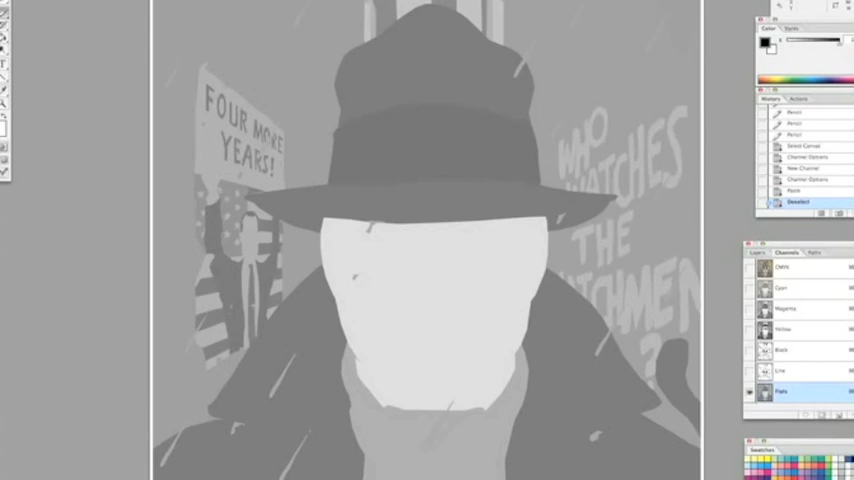 FOUR MORE
YEARS!
WHO
WATCHES
THE
WATCHMEN
?
Color
History
Actions
Pencil
Pencil
Pencil
Select Canvas
Channel Options
New Channel
Channel Options
Paste
Deselect
Layers
Channels
Paths
CMYK
Cyan
Magenta
Yellow
Black
Line
Flats
Swatches